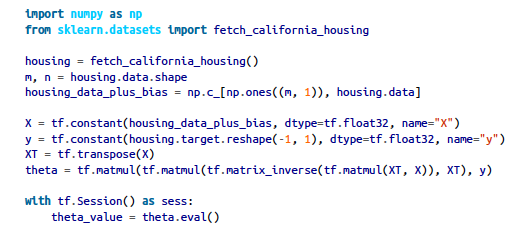 import numpy as np
from sklearn.datasets import fetch_california_housing

housing = fetch_california_housing()
m, n = housing.data.shape
housing_data_plus_bias = np.c_[np.ones((m, 1)), housing.data]

X = tf.constant(housing_data_plus_bias, dtype=tf.float32, name="X")
y = tf.constant(housing.target.reshape(-1, 1), dtype=tf.float32, name="y")
XT = tf.transpose(X)
theta = tf.matmul(tf.matmul(tf.matrix_inverse(tf.matmul(XT, X)), XT), y)

with tf.Session() as sess:
    theta_value = theta.eval()